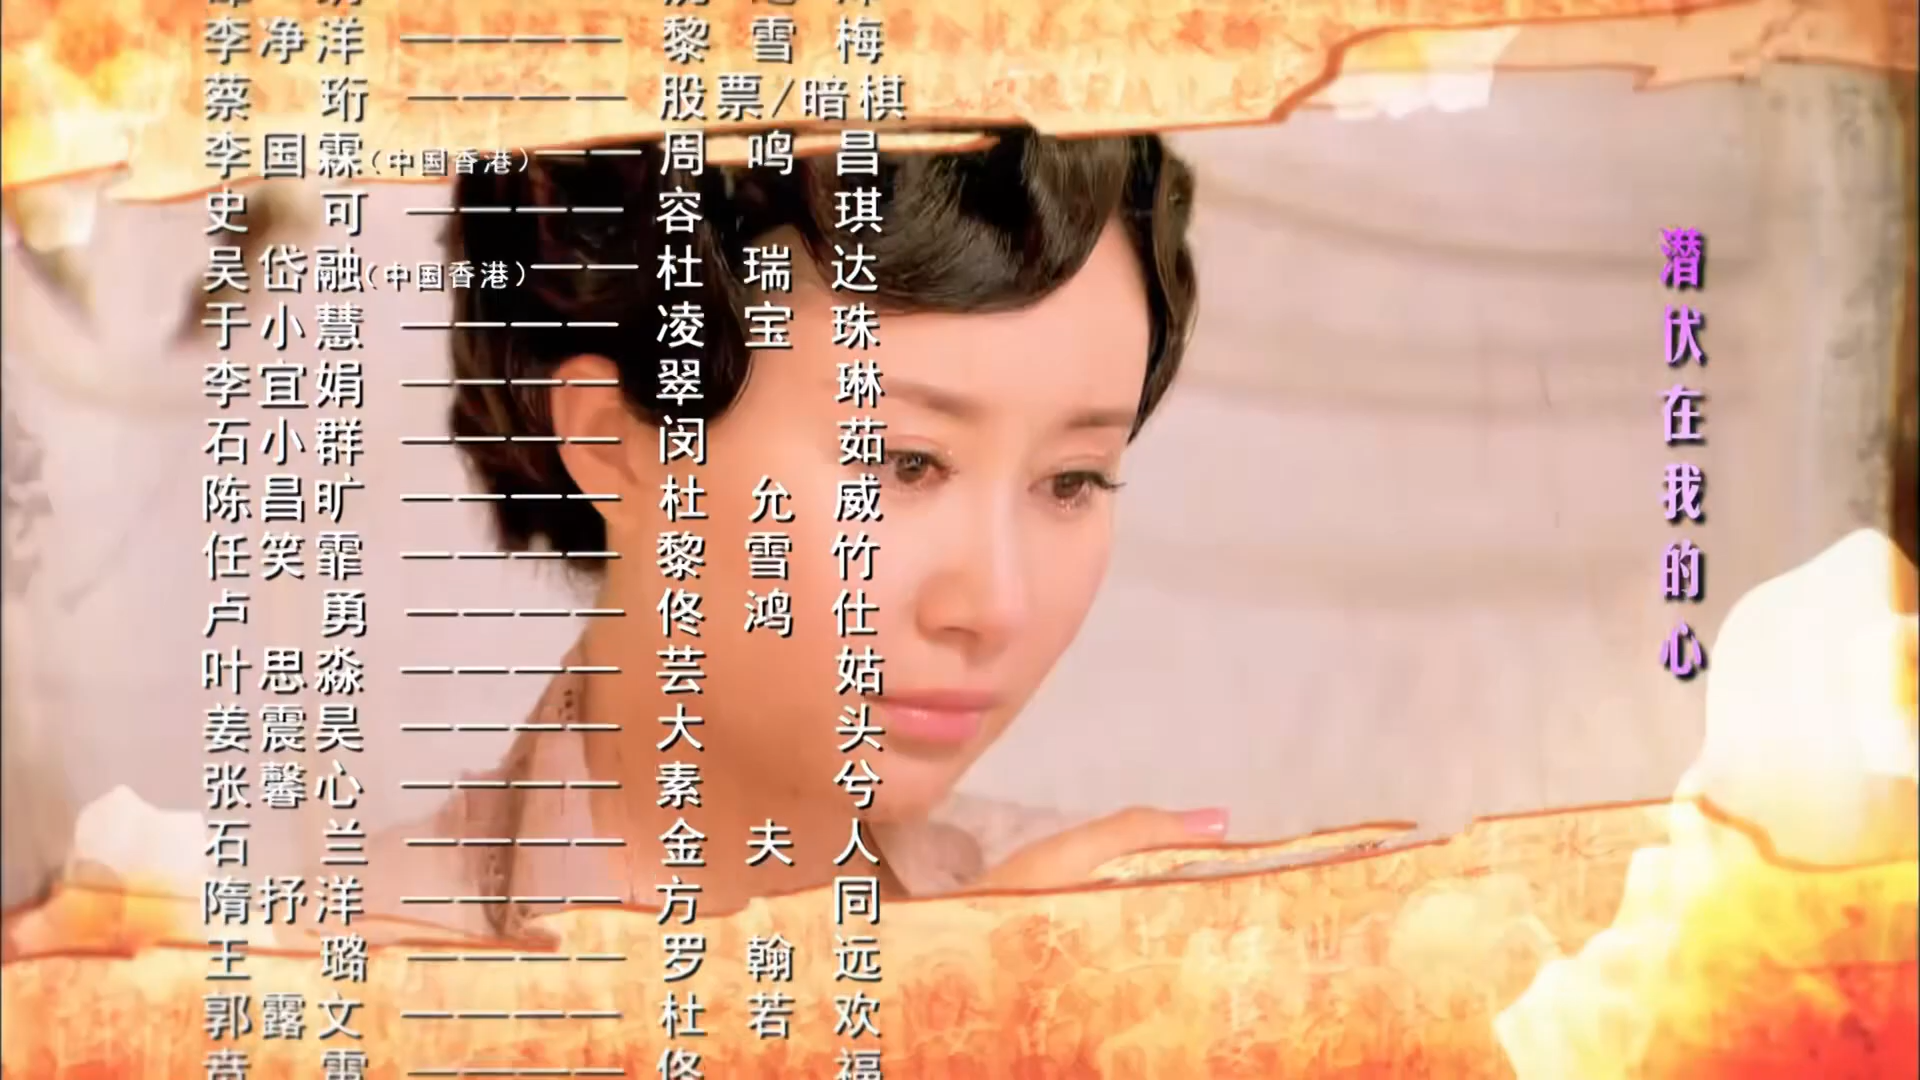 李净洋 ———— 黎雪梅
蔡珩 ———— 股票/暗棋
李国霖(中国香港)—— 周鸣昌
史可 ———— 容琪
吴岱融(中国香港)—— 杜瑞达
于小慧 ———— 凌宝珠
李宜娟 ———— 翠琳
石小群 ———— 闵茹
陈昌旷 ———— 杜允威
任笑霏 ———— 黎雪竹
卢勇 ———— 佟鸿仕
叶思淼 ———— 芸姑
姜震昊 ———— 大头
张馨心 ———— 素兮
石兰 ———— 金夫人
隋抒洋 ———— 方同
王璐 ———— 罗翰远
郭露文 ———— 杜若欢
佟福
潜伏在我的心